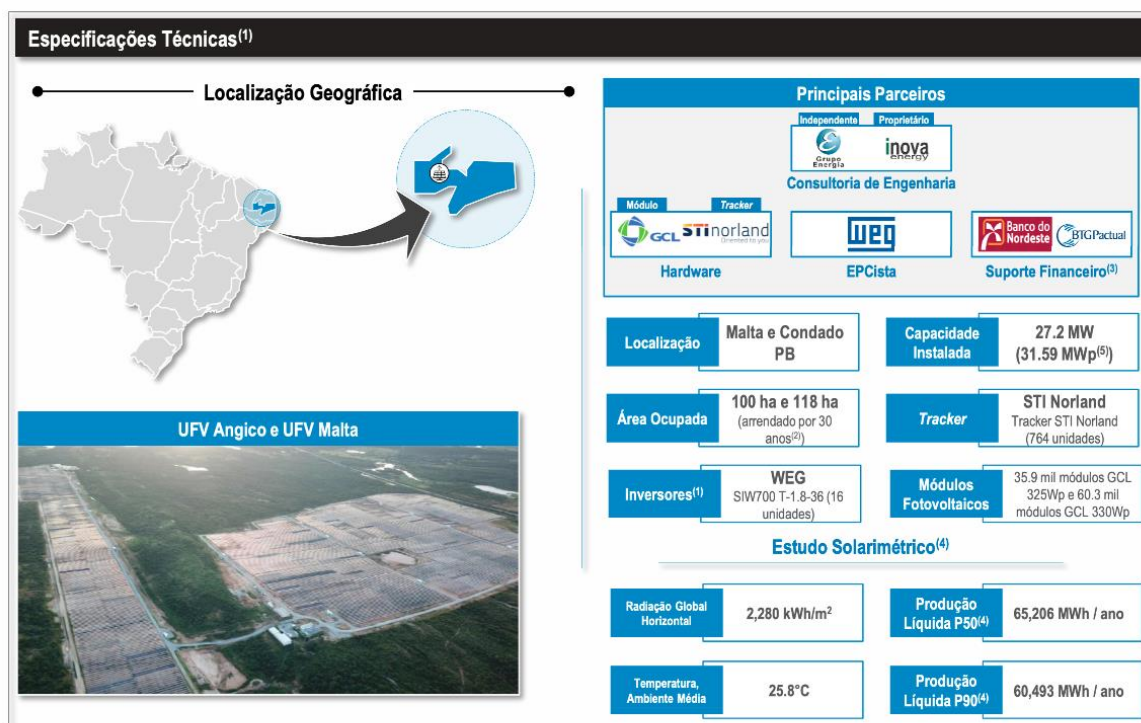 Especificações Técnicas(1)
Localização Geográfica
UFV Angico e UFV Malta
Principais Parceiros
Independente
Proprietário
Grupo
Energia
inova
energy
Consultoria de Engenharia
Módulo
Tracker
GCL
STInorland
Oriented to you
Hardware
WEG
EPCista
Banco do
Nordeste
BTGPactual
Suporte Financeiro(3)
Localização
Malta e Condado
PB
Capacidade
Instalada
27.2 MW
(31.59 MWp(5))
Área Ocupada
100 ha e 118 ha
(arrendado por 30
anos(2))
Tracker
STI Norland
Tracker STI Norland
(764 unidades)
Inversores(1)
WEG
SIW700 T-1.8-36 (16
unidades)
Módulos
Fotovoltaicos
35.9 mil módulos GCL
325Wp e 60.3 mil
módulos GCL 330Wp
Estudo Solarimétrico(4)
Radiação Global
Horizontal
2,280 kWh/m²
Produção
Líquida P50(4)
65,206 MWh / ano
Temperatura,
Ambiente Média
25.8°C
Produção
Líquida P90(4)
60,493 MWh / ano